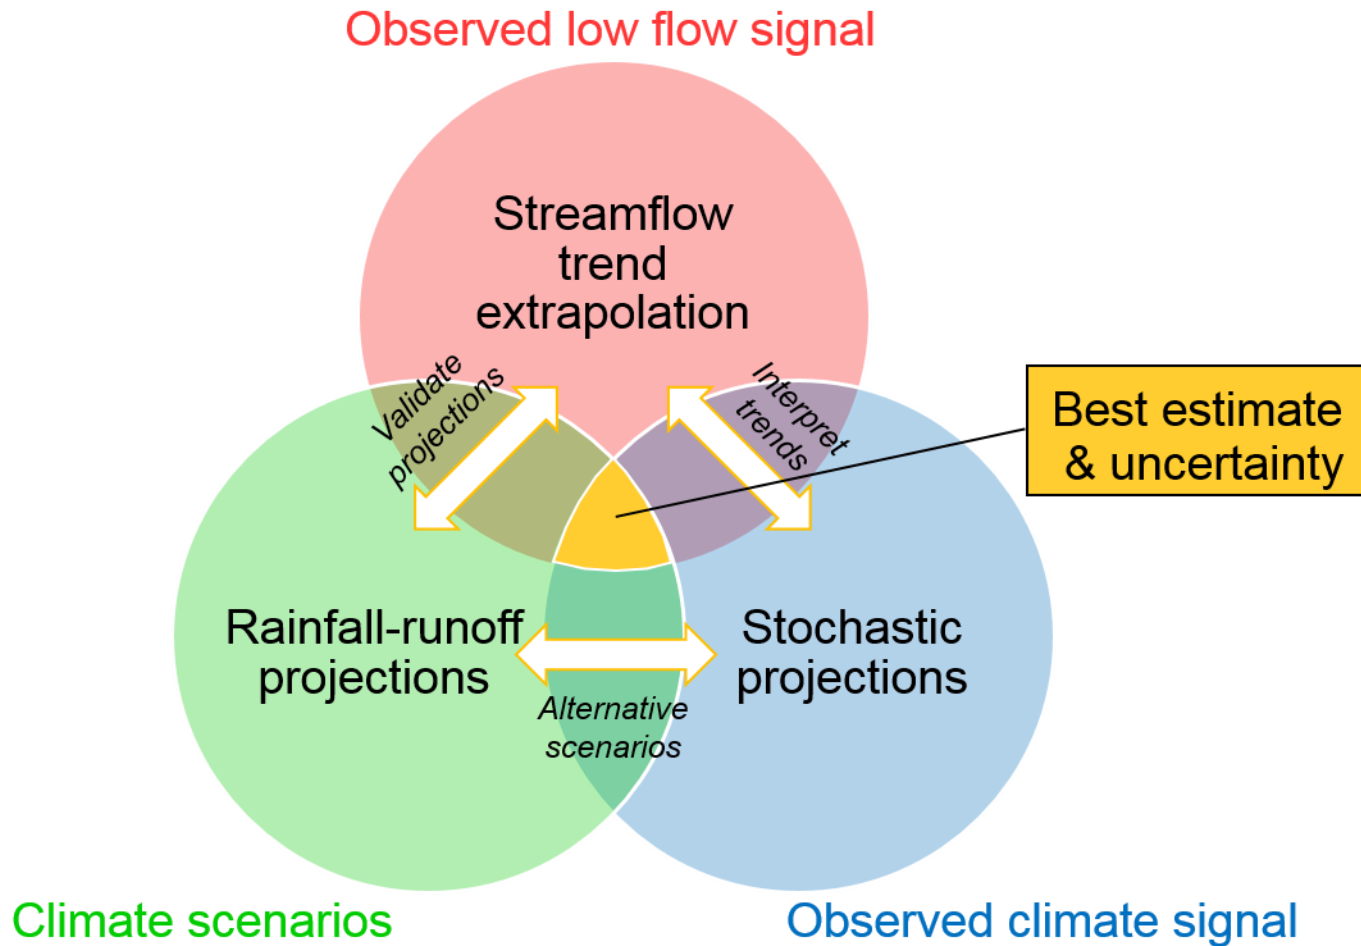 Observed low flow signal
Streamflow
trend
extrapolation
Validate
projections
Interpret
trends
Best estimate
& uncertainty
Rainfall-runoff
projections
Stochastic
projections
Alternative
scenarios
Climate scenarios
Observed climate signal